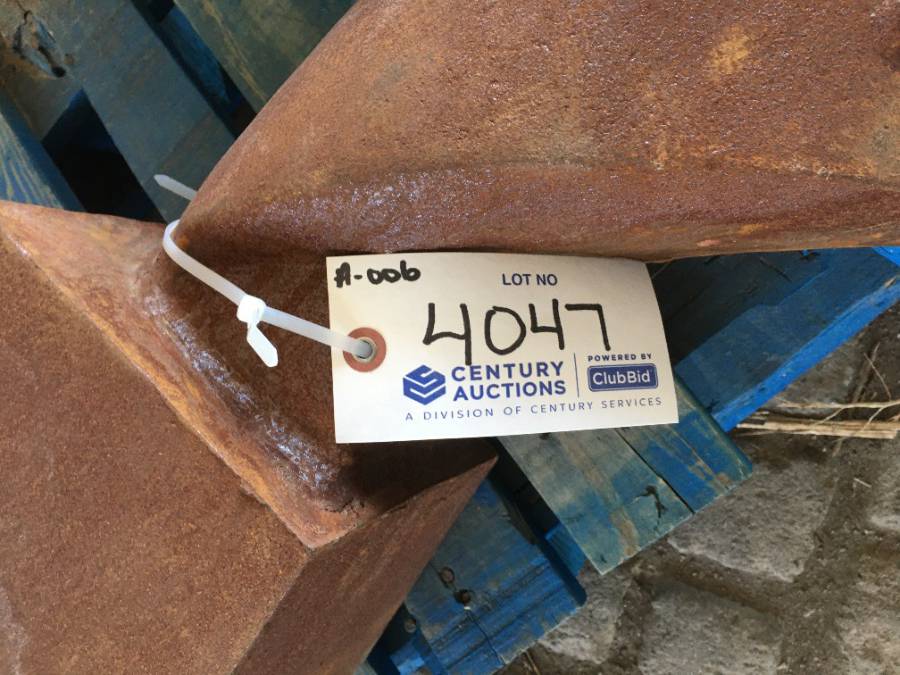 A-006
LOT NO
4047
CENTURY
AUCTIONS
POWERED BY
ClubBid
A DIVISION OF CENTURY SERVICES